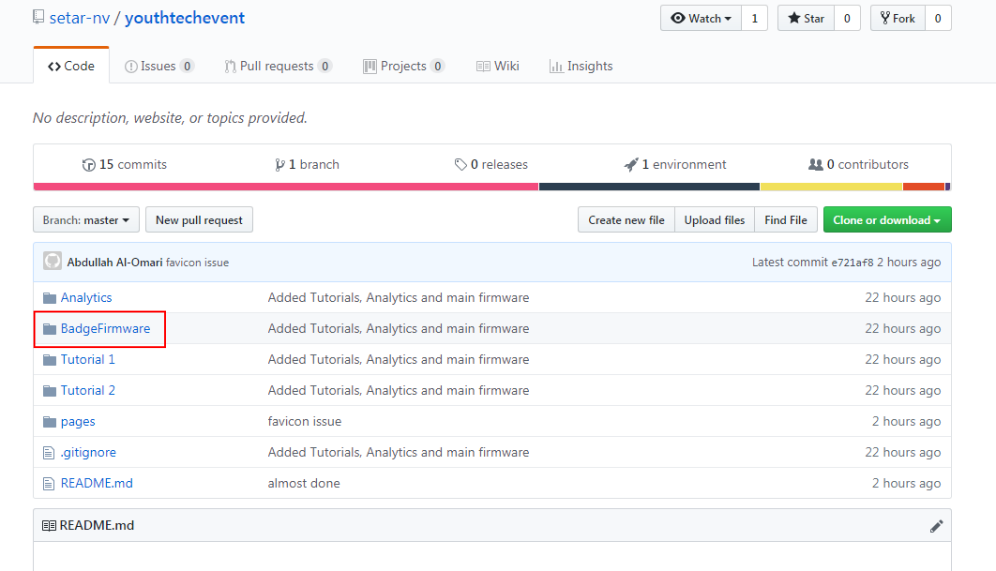 setar-nv / youthtechevent
Watch 1 Star 0 Fork 0
Code Issues 0 Pull requests 0 Projects 0 Wiki Insights
No description, website, or topics provided.
15 commits 1 branch 0 releases 1 environment 0 contributors
Branch: master New pull request Create new file Upload files Find File Clone or download
Abdullah Al-Omari favicon issue Latest commit e721af8 2 hours ago
Analytics Added Tutorials, Analytics and main firmware 22 hours ago
BadgeFirmware Added Tutorials, Analytics and main firmware 22 hours ago
Tutorial 1 Added Tutorials, Analytics and main firmware 22 hours ago
Tutorial 2 Added Tutorials, Analytics and main firmware 22 hours ago
pages favicon issue 2 hours ago
.gitignore Added Tutorials, Analytics and main firmware 22 hours ago
README.md almost done 2 hours ago
README.md